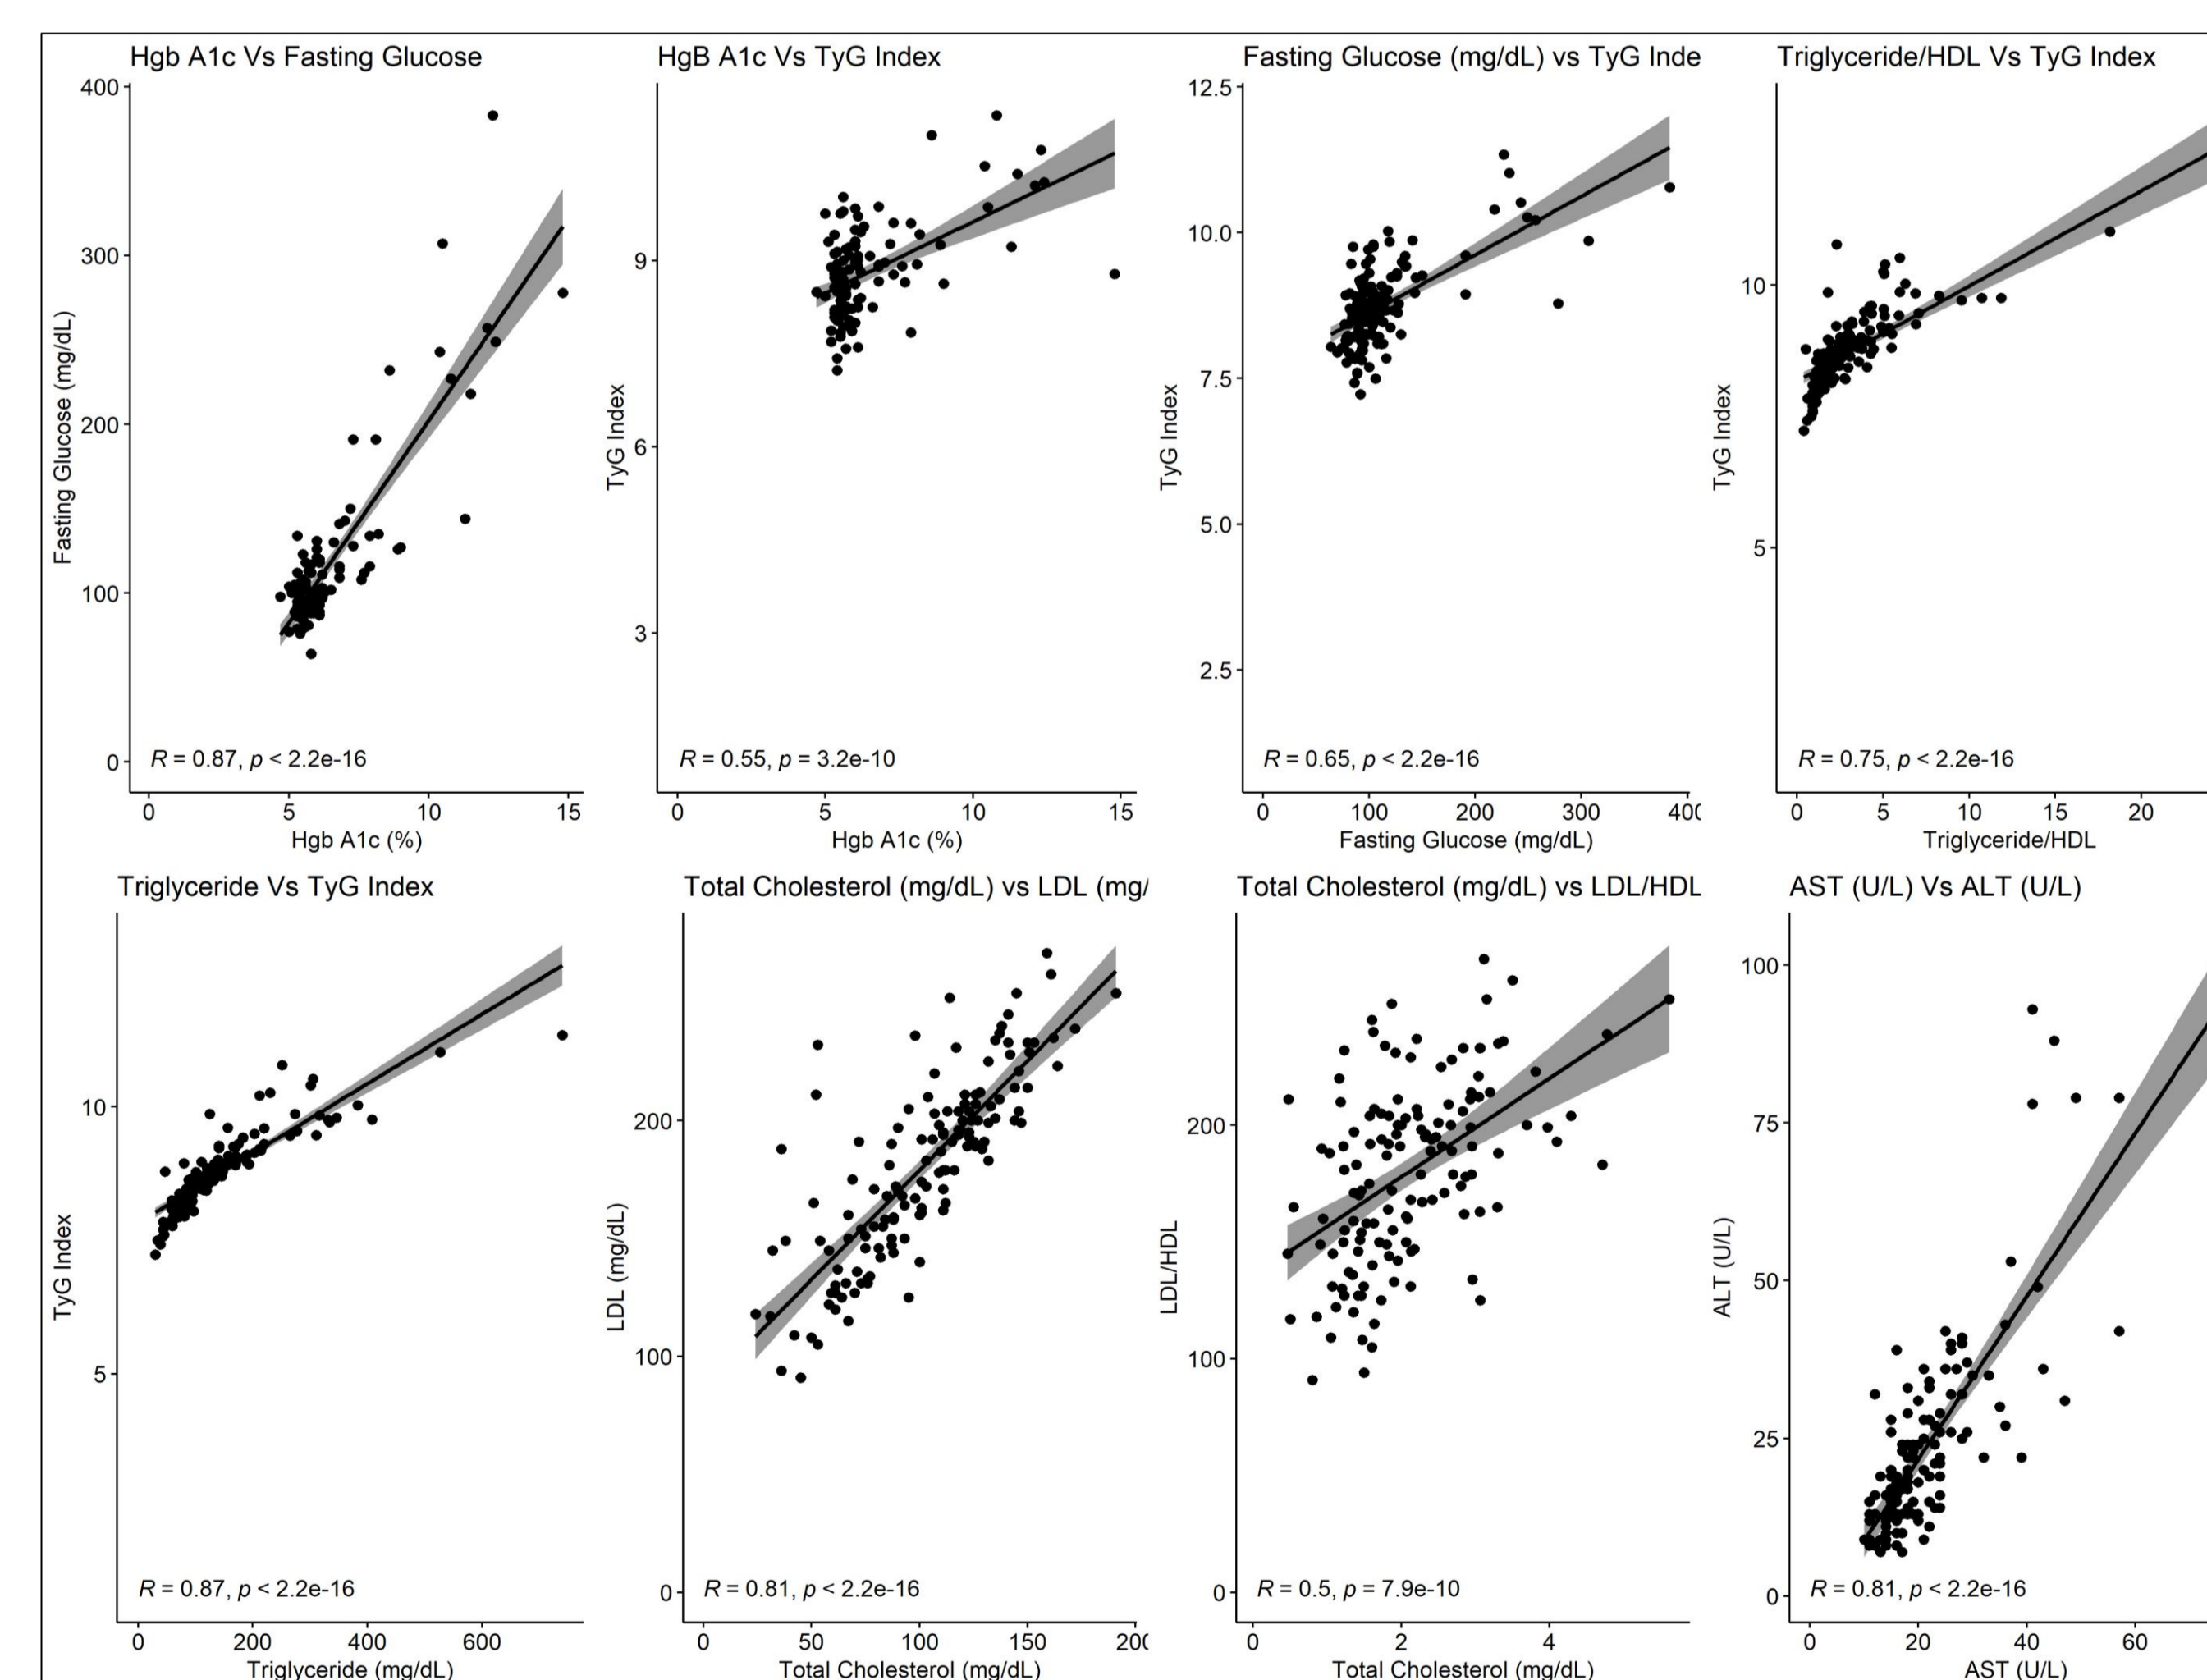 Hgb A1c Vs Fasting Glucose
400
300
200
100
0
Fasting Glucose (mg/dL)
R = 0.87, p < 2.2e-16
0 5 10 15
Hgb A1c (%)
HgB A1c Vs TyG Index
9
6
3
TyG Index
R = 0.55, p = 3.2e-10
0 5 10 15
Hgb A1c (%)
Fasting Glucose (mg/dL) vs TyG Inde
12.5
10.0
7.5
5.0
2.5
TyG Index
R = 0.65, p < 2.2e-16
0 100 200 300 400
Fasting Glucose (mg/dL)
Triglyceride/HDL Vs TyG Index
10
5
TyG Index
R = 0.75, p < 2.2e-16
0 5 10 15 20
Triglyceride/HDL
Triglyceride Vs TyG Index
10
5
TyG Index
R = 0.87, p < 2.2e-16
0 200 400 600
Triglyceride (mg/dL)
Total Cholesterol (mg/dL) vs LDL (mg/
200
100
0
LDL (mg/dL)
R = 0.81, p < 2.2e-16
0 50 100 150 200
Total Cholesterol (mg/dL)
Total Cholesterol (mg/dL) vs LDL/HDL
200
100
0
LDL/HDL
R = 0.5, p = 7.9e-10
0 2 4
Total Cholesterol (mg/dL)
AST (U/L) Vs ALT (U/L)
100
75
50
25
0
ALT (U/L)
R = 0.81, p < 2.2e-16
0 20 40 60
AST (U/L)